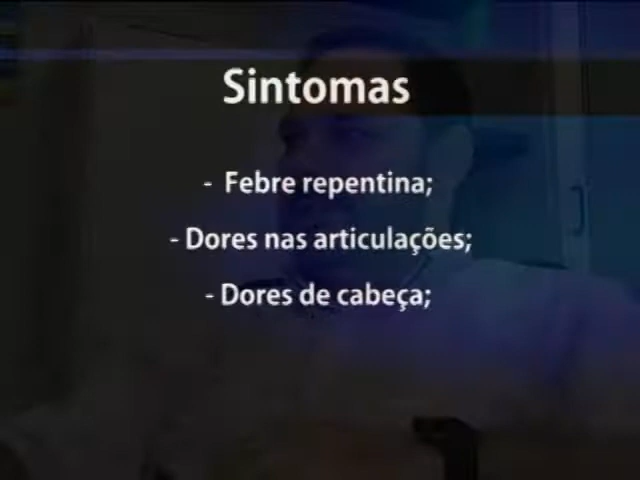 Sintomas
- Febre repentina;
- Dores nas articulações;
- Dores de cabeça;